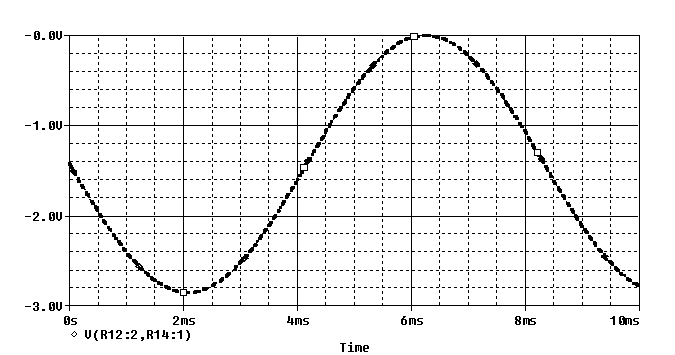 -0.0V
-1.0V
-2.0V
-3.0V
0s 2ms 4ms 6ms 8ms 10ms
V(R12:2,R14:1)
Time